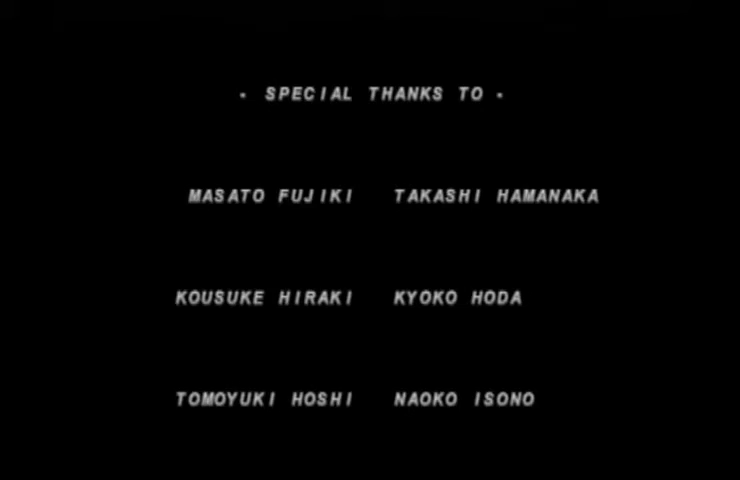 - SPECIAL THANKS TO -
MASATO FUJIKI TAKASHI HAMANAKA
KOUSUKE HIRAKI KYOKO HODA
TOMOYUKI HOSHI NAOKO ISONO